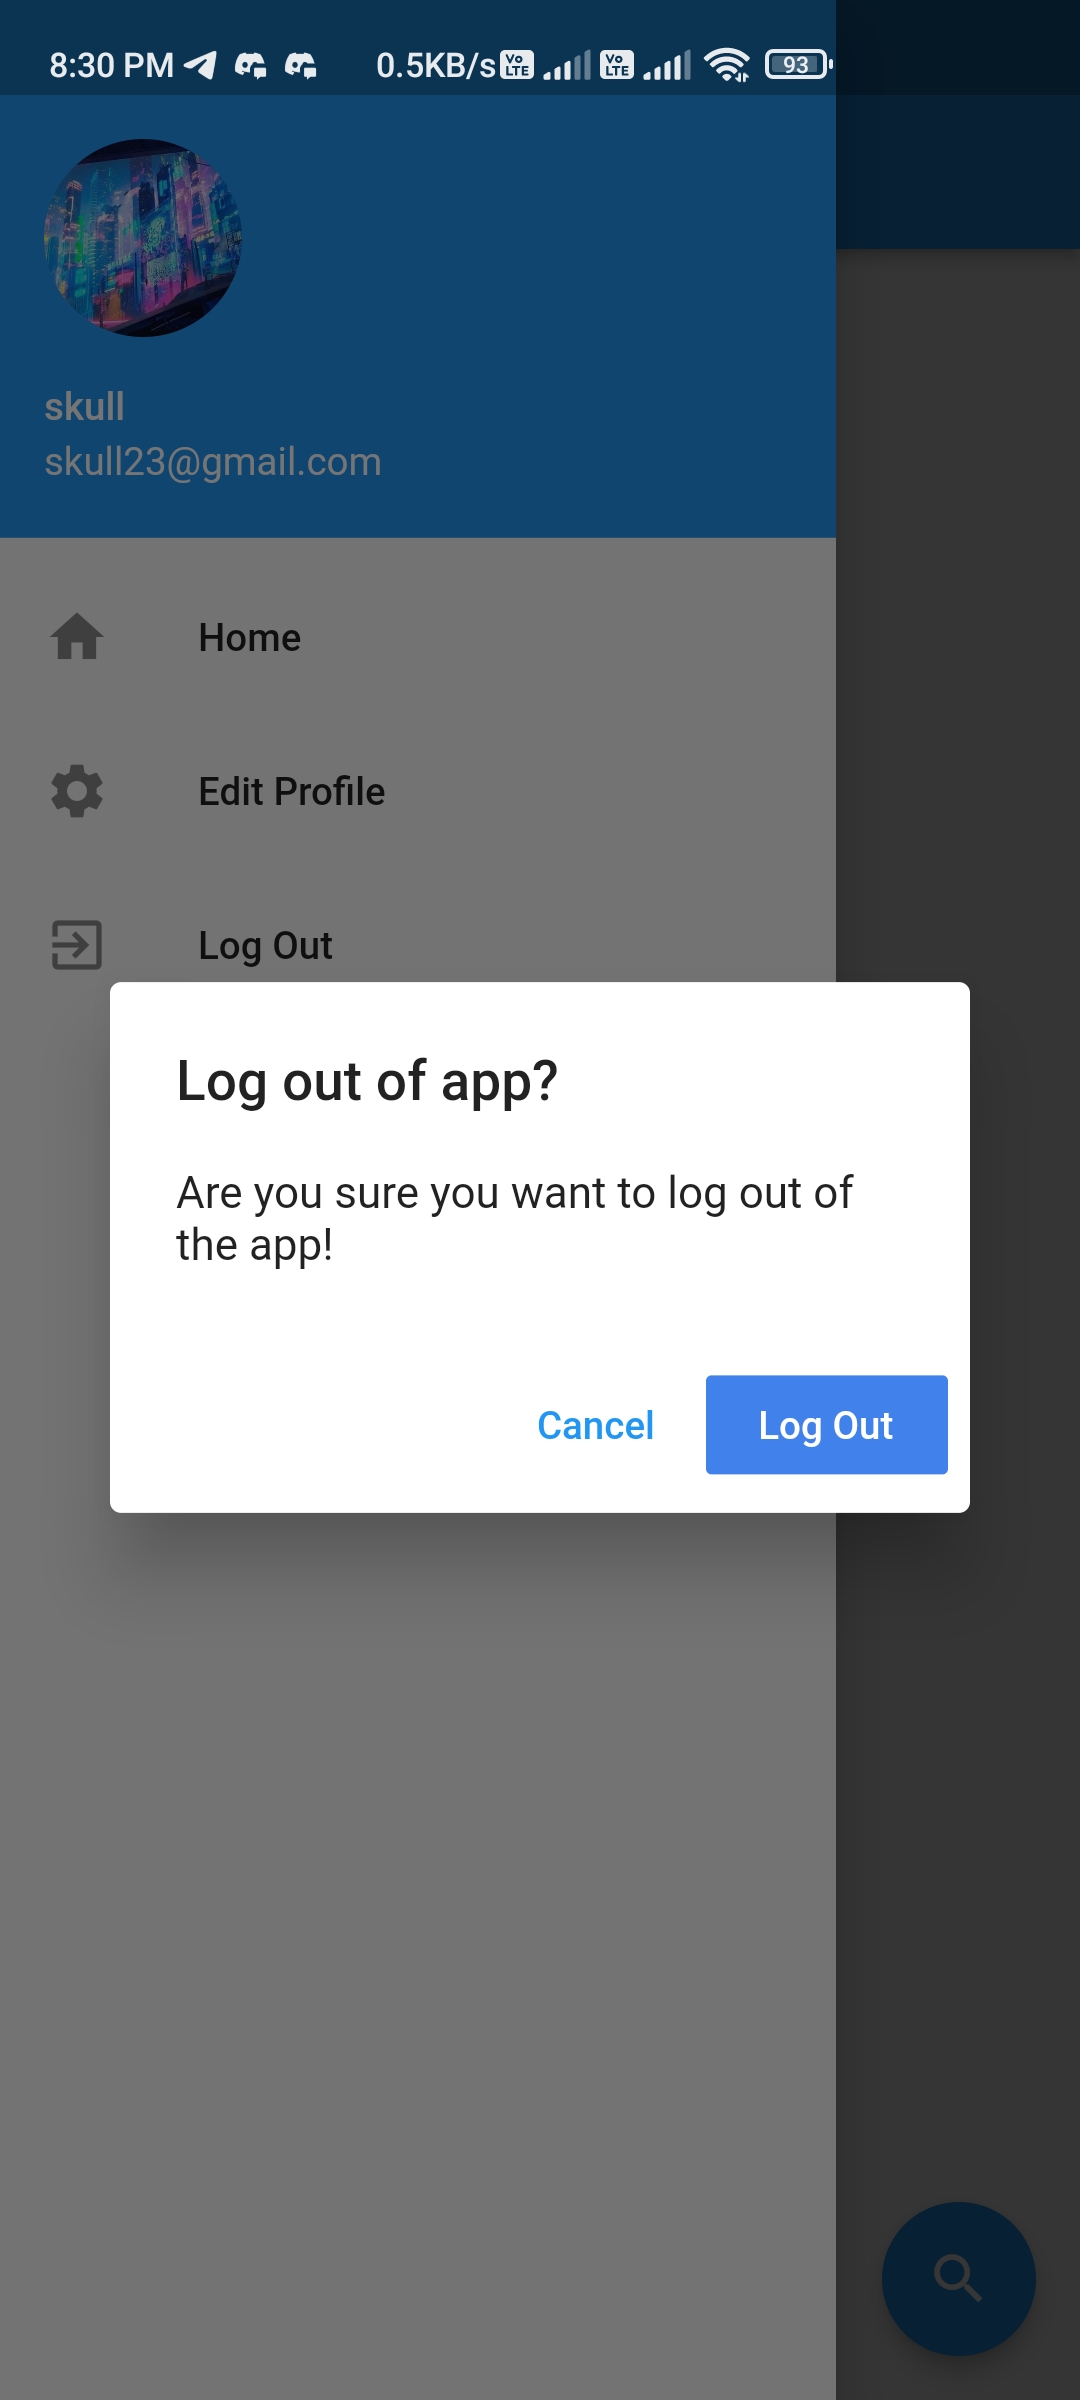 8:30 PM 0.5KB/s Vo LTE Vo LTE 93
skull
skull23@gmail.com
Home
Edit Profile
Log Out
Log out of app?
Are you sure you want to log out of
the app!
Cancel Log Out